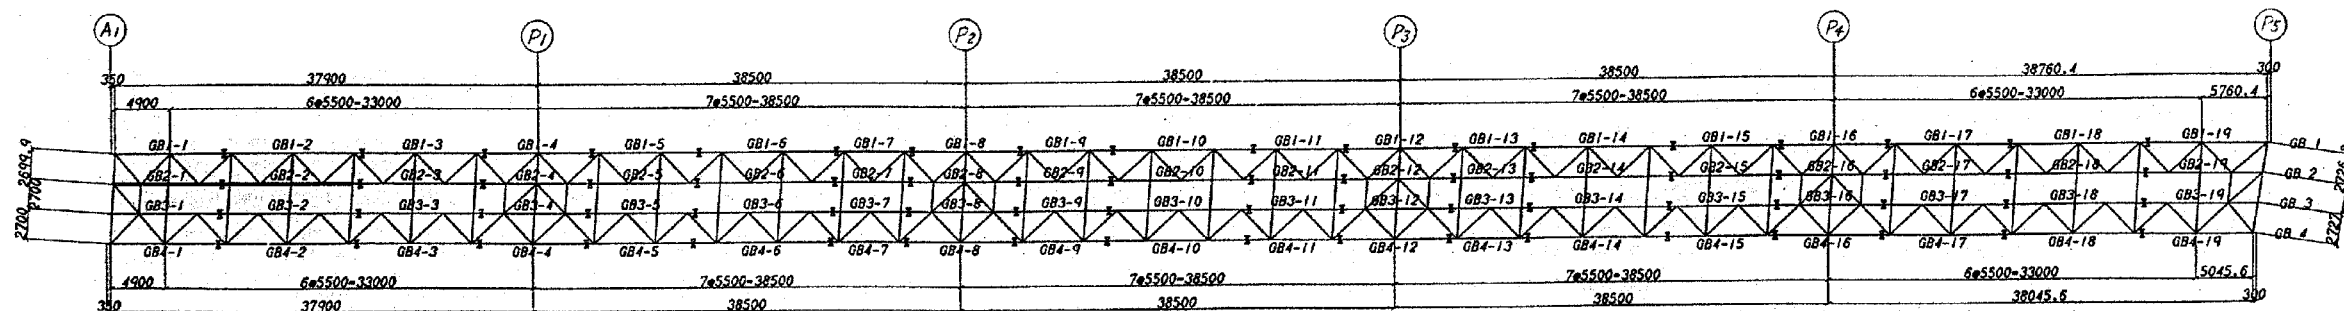 A1 P1 P2 P3 P4 P5
350 37900 38500 38500 38500 38760.4 300
4900 6@5500-33000 7@5500-38500 7@5500-38500 7@5500-38500 6@5500-33000 5760.4
GB1-1 GB1-2 GB1-3 GB1-4 GB1-5 GB1-6 GB1-7 GB1-8 GB1-9 GB1-10 GB1-11 GB1-12 GB1-13 GB1-14 GB1-15 GB1-16 GB1-17 GB1-18 GB1-19 GB 1
2699.9
GB2-1 GB2-2 GB2-3 GB2-4 GB2-5 GB2-6 GB2-7 GB2-8 GB2-9 GB2-10 GB2-11 GB2-12 GB2-13 GB2-14 GB2-15 GB2-16 GB2-17 GB2-18 GB2-19 GB 2
2700
GB3-1 GB3-2 GB3-3 GB3-4 GB3-5 GB3-6 GB3-7 GB3-8 GB3-9 GB3-10 GB3-11 GB3-12 GB3-13 GB3-14 GB3-15 GB3-16 GB3-17 GB3-18 GB3-19 GB 3
2700
GB4-1 GB4-2 GB4-3 GB4-4 GB4-5 GB4-6 GB4-7 GB4-8 GB4-9 GB4-10 GB4-11 GB4-12 GB4-13 GB4-14 GB4-15 GB4-16 GB4-17 GB4-18 GB4-19 GB 4
4900 6@5500-33000 7@5500-38500 7@5500-38500 7@5500-38500 6@5500-33000 5045.6
350 37900 38500 38500 38500 38045.6 300